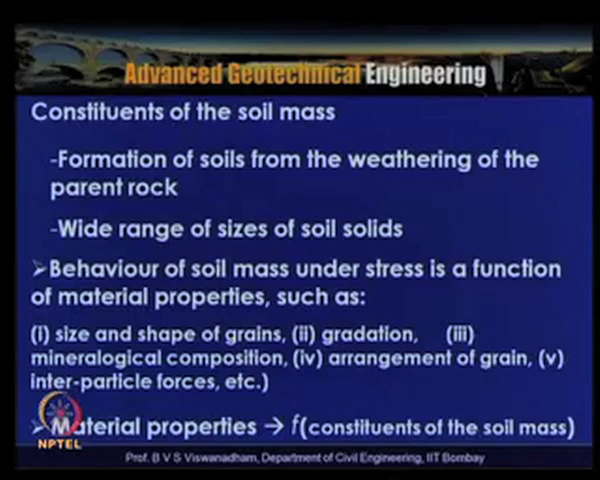 Advanced Geotechnical Engineering
Constituents of the soil mass
-Formation of soils from the weathering of the
parent rock
-Wide range of sizes of soil solids
➢Behaviour of soil mass under stress is a function
of material properties, such as:
(i) size and shape of grains, (ii) gradation, (iii)
mineralogical composition, (iv) arrangement of grain, (v)
inter-particle forces, etc.)
➢Material properties → f(constituents of the soil mass)
NPTEL
Prof. B V S Viswanadham, Department of Civil Engineering, IIT Bombay